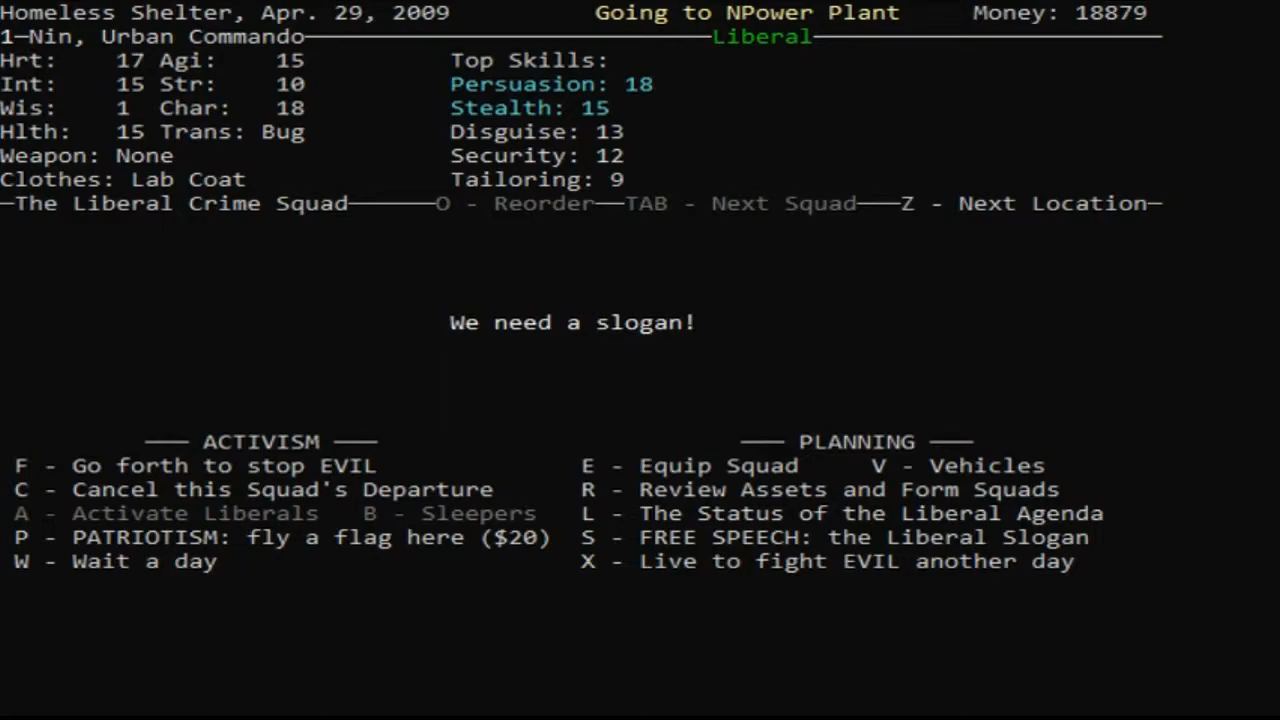 Homeless Shelter, Apr. 29, 2009 Going to NPower Plant Money: 18879
1—Nin, Urban Commando Liberal
Hrt: 17 Agi: 15 Top Skills:
Int: 15 Str: 10 Persuasion: 18
Wis: 1 Char: 18 Stealth: 15
Hlth: 15 Trans: Bug Disguise: 13
Weapon: None Security: 12
Clothes: Lab Coat Tailoring: 9
The Liberal Crime Squad O - Reorder TAB - Next Squad Z - Next Location
We need a slogan!
ACTIVISM PLANNING
F - Go forth to stop EVIL E - Equip Squad V - Vehicles
C - Cancel this Squad's Departure R - Review Assets and Form Squads
A - Activate Liberals B - Sleepers L - The Status of the Liberal Agenda
P - PATRIOTISM: fly a flag here ($20) S - FREE SPEECH: the Liberal Slogan
W - Wait a day X - Live to fight EVIL another day